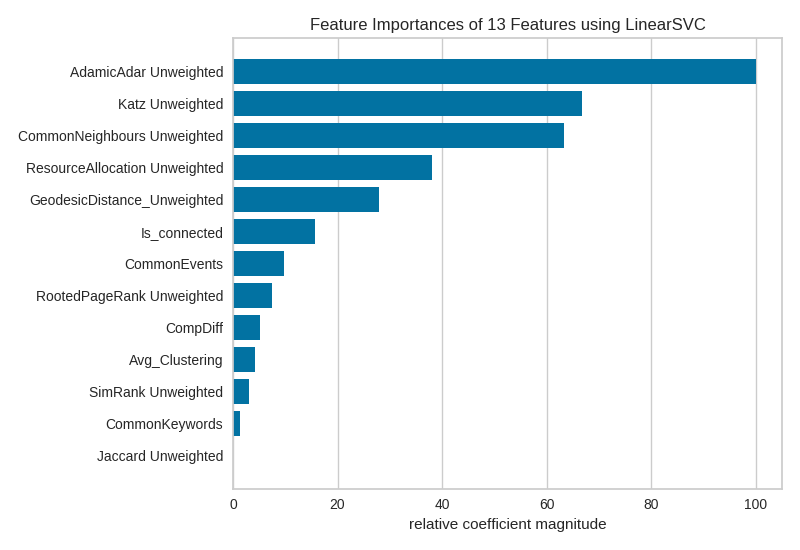 Feature Importances of 13 Features using LinearSVC
AdamicAdar Unweighted
Katz Unweighted
CommonNeighbours Unweighted
ResourceAllocation Unweighted
GeodesicDistance_Unweighted
Is_connected
CommonEvents
RootedPageRank Unweighted
CompDiff
Avg_Clustering
SimRank Unweighted
CommonKeywords
Jaccard Unweighted
0 20 40 60 80 100
relative coefficient magnitude